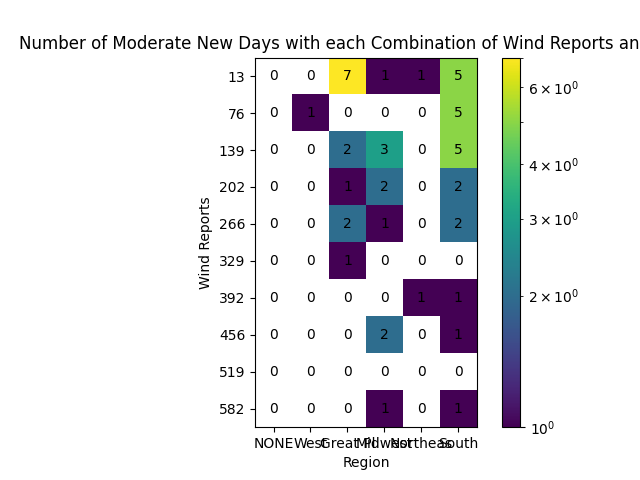 Number of Moderate New Days with each Combination of Wind Reports an
13 0 0 7 1 1 5
76 0 1 0 0 0 5
139 0 0 2 3 0 5
202 0 0 1 2 0 2
266 0 0 2 1 0 2
329 0 0 1 0 0 0
392 0 0 0 0 1 1
456 0 0 0 2 0 1
519 0 0 0 0 0 0
582 0 0 0 1 0 1
NONE West Great Pl Midwest Northeas South
Region
Wind Reports
6 × 10⁰
4 × 10⁰
3 × 10⁰
2 × 10⁰
10⁰